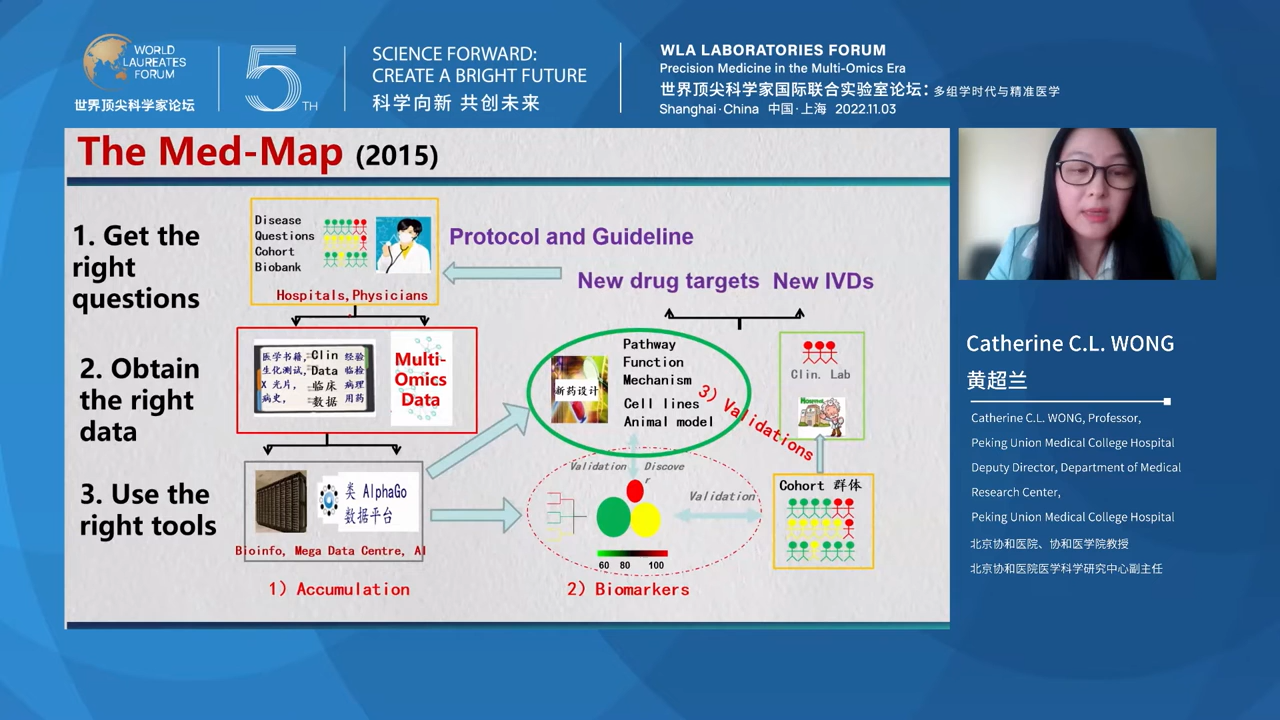 WORLD
LAUREATES
FORUM
世界顶尖科学家论坛
5TH
SCIENCE FORWARD:
CREATE A BRIGHT FUTURE
科学向新 共创未来
WLA LABORATORIES FORUM
Precision Medicine in the Multi-Omics Era
世界顶尖科学家国际联合实验室论坛：多组学时代与精准医学
Shanghai·China 中国·上海 2022.11.03
The Med-Map (2015)
1. Get the
right
questions
2. Obtain
the right
data
3. Use the
right tools
Disease
Questions
Cohort
Biobank
Hospitals,Physicians
Protocol and Guideline
New drug targets New IVDs
医学书籍, Clin 经验
生化测试, Data 临检
X 光片, 临床 病理
病史, 数据 用药
Multi-
Omics
Data
类 AlphaGo
数据平台
Bioinfo, Mega Data Centre, AI
1) Accumulation
新药设计
Pathway
Function
Mechanism
Cell lines
Animal model
3) Validations
Clin. Lab
Validation
Discove
r
Validation
60 80 100
2) Biomarkers
Cohort 群体
Catherine C.L. WONG
黄超兰
Catherine C.L. WONG, Professor,
Peking Union Medical College Hospital
Deputy Director, Department of Medical
Research Center,
Peking Union Medical College Hospital
北京协和医院、协和医学院教授
北京协和医院医学科学研究中心副主任